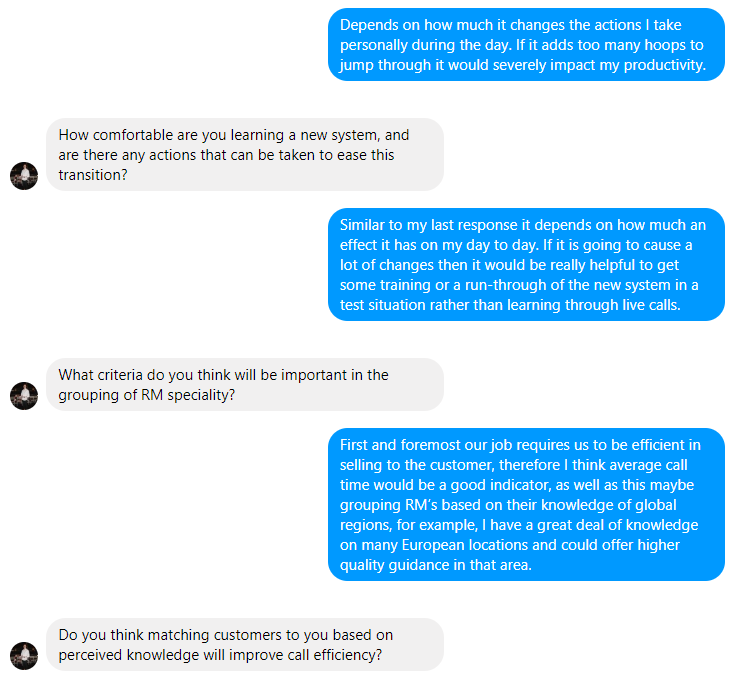 Depends on how much it changes the actions I take
personally during the day. If it adds too many hoops to
jump through it would severely impact my productivity.
How comfortable are you learning a new system, and
are there any actions that can be taken to ease this
transition?
Similar to my last response it depends on how much an
effect it has on my day to day. If it is going to cause a
lot of changes then it would be really helpful to get
some training or a run-through of the new system in a
test situation rather than learning through live calls.
What criteria do you think will be important in the
grouping of RM speciality?
First and foremost our job requires us to be efficient in
selling to the customer, therefore I think average call
time would be a good indicator, as well as this maybe
grouping RM's based on their knowledge of global
regions, for example, I have a great deal of knowledge
on many European locations and could offer higher
quality guidance in that area.
Do you think matching customers to you based on
perceived knowledge will improve call efficiency?